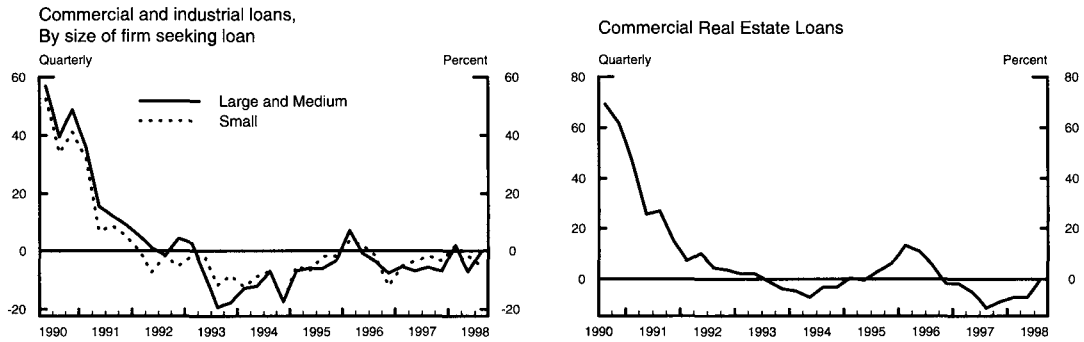 Commercial and industrial loans,
By size of firm seeking loan
Quarterly Percent
60 60
Large and Medium
Small
40 40
20 20
0 0
-20 -20
1990 1991 1992 1993 1994 1995 1996 1997 1998
Commercial Real Estate Loans
Quarterly Percent
80 80
60 60
40 40
20 20
0 0
1990 1991 1992 1993 1994 1995 1996 1997 1998